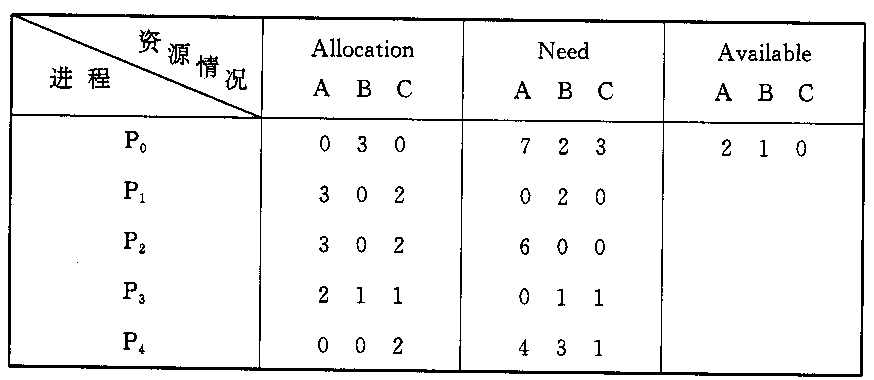 资源情况 Allocation Need Available
进程 A B C A B C A B C
P₀ 0 3 0 7 2 3 2 1 0
P₁ 3 0 2 0 2 0
P₂ 3 0 2 6 0 0
P₃ 2 1 1 0 1 1
P₄ 0 0 2 4 3 1